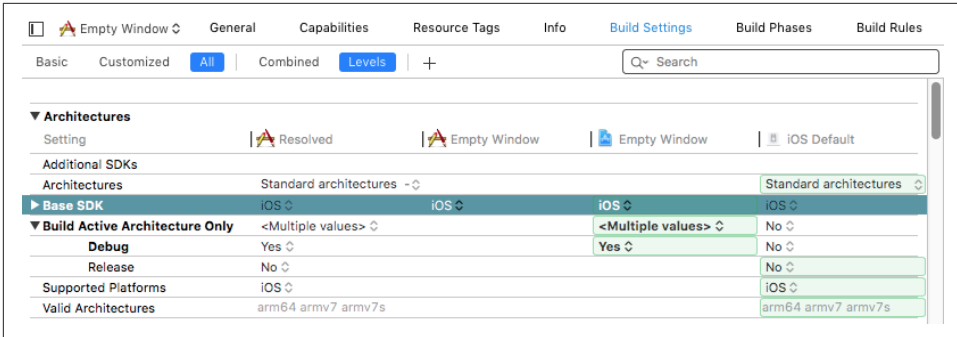 Empty Window General Capabilities Resource Tags Info Build Settings Build Phases Build Rules
Basic Customized All Combined Levels + Search
Architectures
Setting Resolved Empty Window Empty Window iOS Default
Additional SDKs
Architectures Standard architectures - Standard architectures
Base SDK iOS iOS iOS iOS
Build Active Architecture Only <Multiple values> <Multiple values> No
Debug Yes Yes No
Release No No
Supported Platforms iOS iOS
Valid Architectures arm64 armv7 armv7s arm64 armv7 armv7s